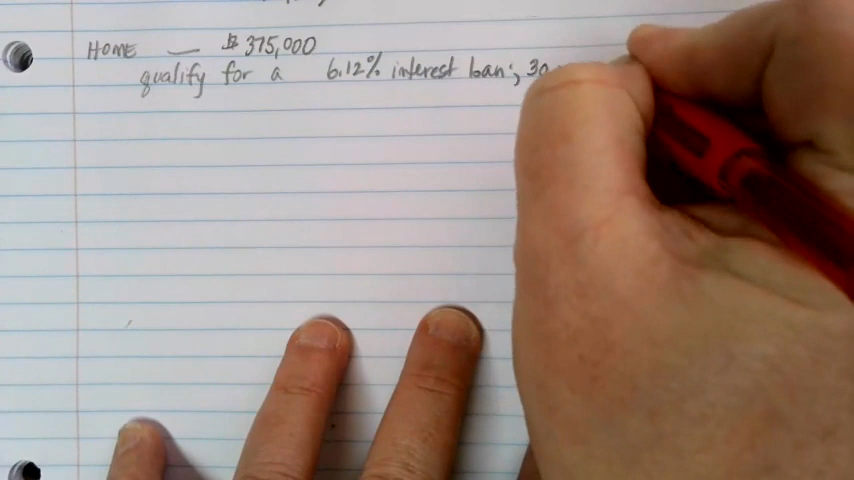 HOME — $375,000
qualify for a 6.12% interest loan; 30